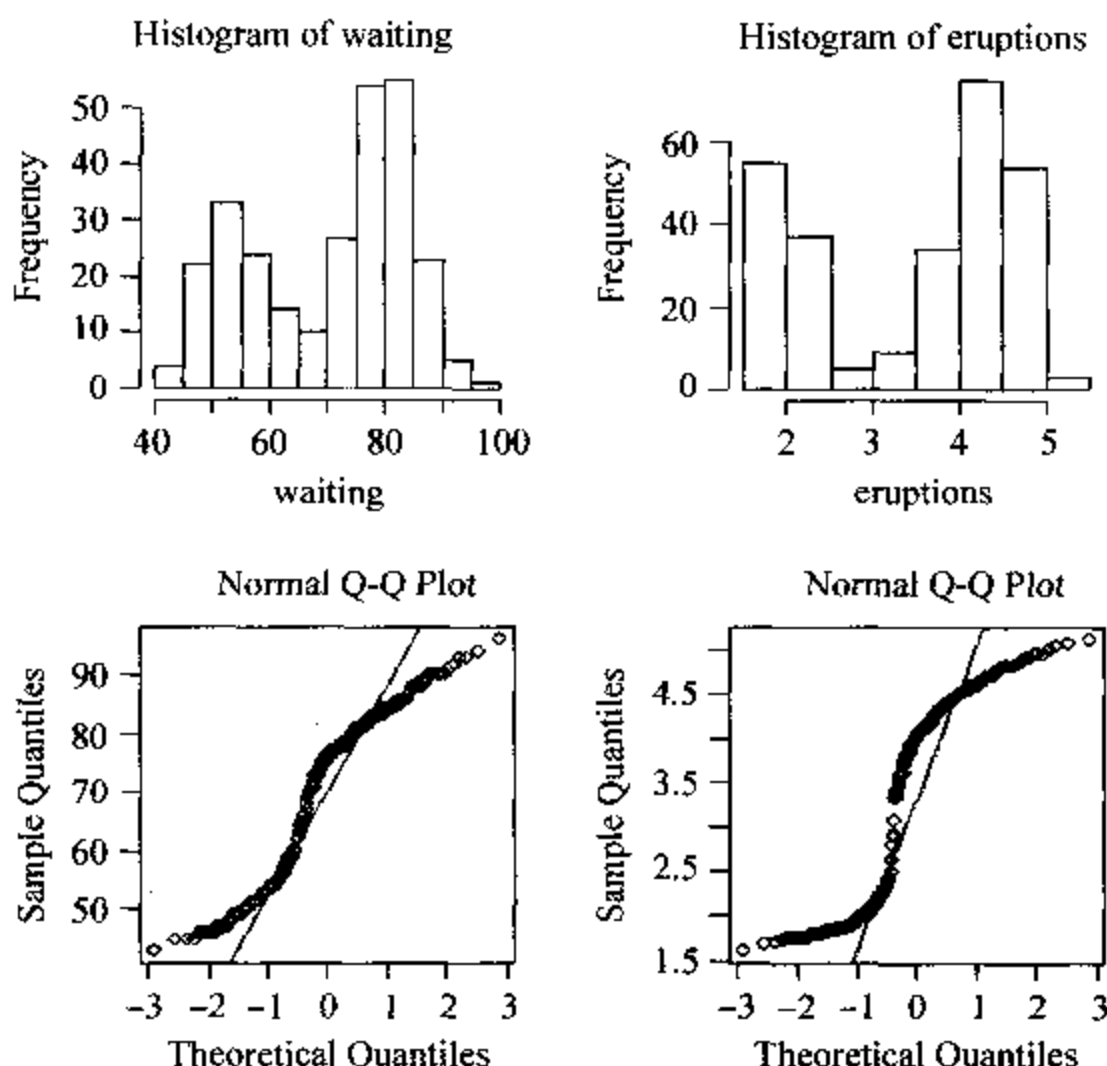 Histogram of waiting
Frequency
50
40
30
20
10
0
40 60 80 100
waiting
Histogram of eruptions
Frequency
60
40
20
0
2 3 4 5
eruptions
Normal Q-Q Plot
Sample Quantiles
90
80
70
60
50
-3 -2 -1 0 1 2 3
Theoretical Quantiles
Normal Q-Q Plot
Sample Quantiles
4.5
3.5
2.5
1.5
-3 -2 -1 0 1 2 3
Theoretical Quantiles